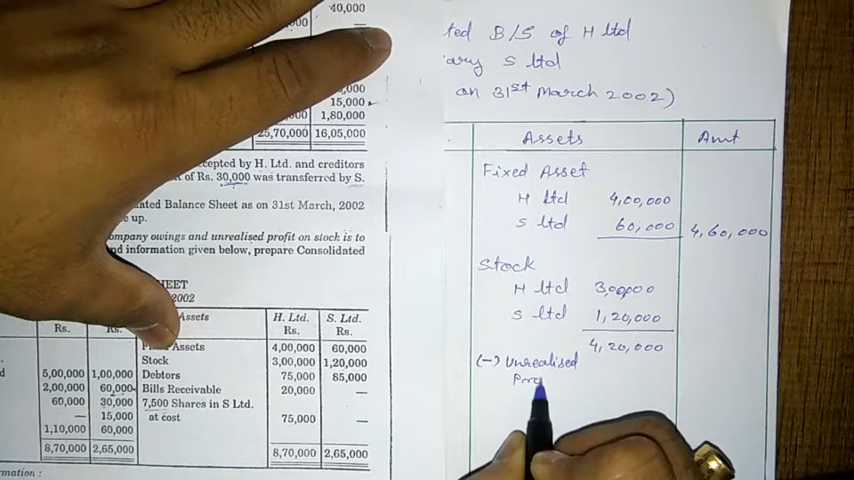 40,000
15,000
1,80,000
25,70,000 16,05,000
cepted by H. Ltd. and creditors
of Rs. 30,000 was transferred by S.
ated Balance Sheet as on 31st March, 2002
e up.
ompany owings and unrealised profit on stock is to
nd information given below, prepare Consolidated
EET
2002
Assets H. Ltd. S. Ltd.
Rs. Rs. Rs. Rs.
Assets 4,00,000 60,000
Stock 3,00,000 1,20,000
5,00,000 1,00,000 Debtors 75,000 85,000
2,00,000 60,000 Bills Receivable 20,000 —
60,000 30,000 7,500 Shares in S Ltd.
— 15,000 at cost 75,000 —
1,10,000 60,000
8,70,000 2,65,000 8,70,000 2,65,000
formation :
ted B/S of H ltd
iary S ltd
on 31st March 2002)
Assets Amt
Fixed Asset
H ltd 4,00,000
S ltd 60,000 4,60,000
Stock
H ltd 3,00,000
S ltd 1,20,000
4,20,000
(-) Unrealised
Pro